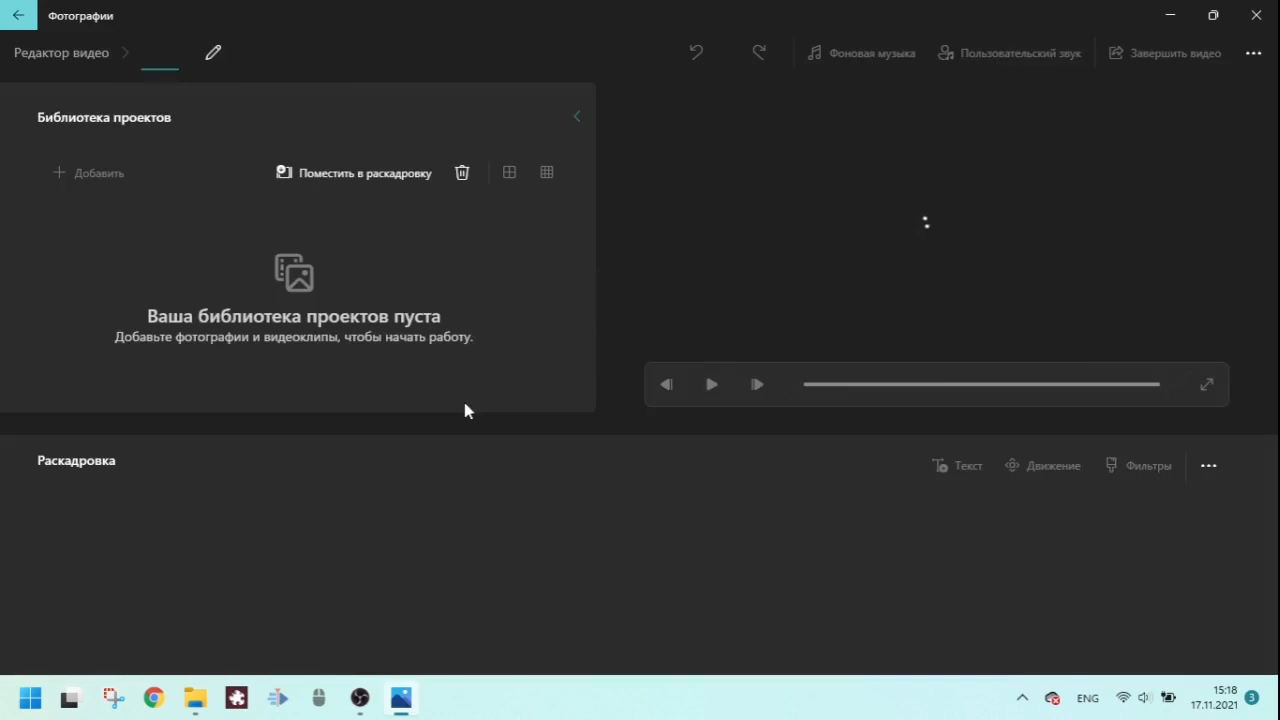 Фотографии
Редактор видео
Фоновая музыка
Пользовательский звук
Завершить видео
Библиотека проектов
Добавить
Поместить в раскадровку
Ваша библиотека проектов пуста
Добавьте фотографии и видеоклипы, чтобы начать работу.
Раскадровка
Текст
Движение
Фильтры
ENG
15:18
17.11.2021
3